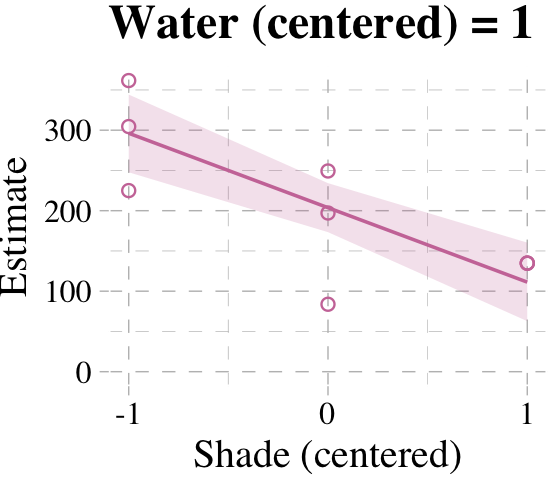 Water (centered) = 1
Estimate
300
200
100
0
-1
0
1
Shade (centered)